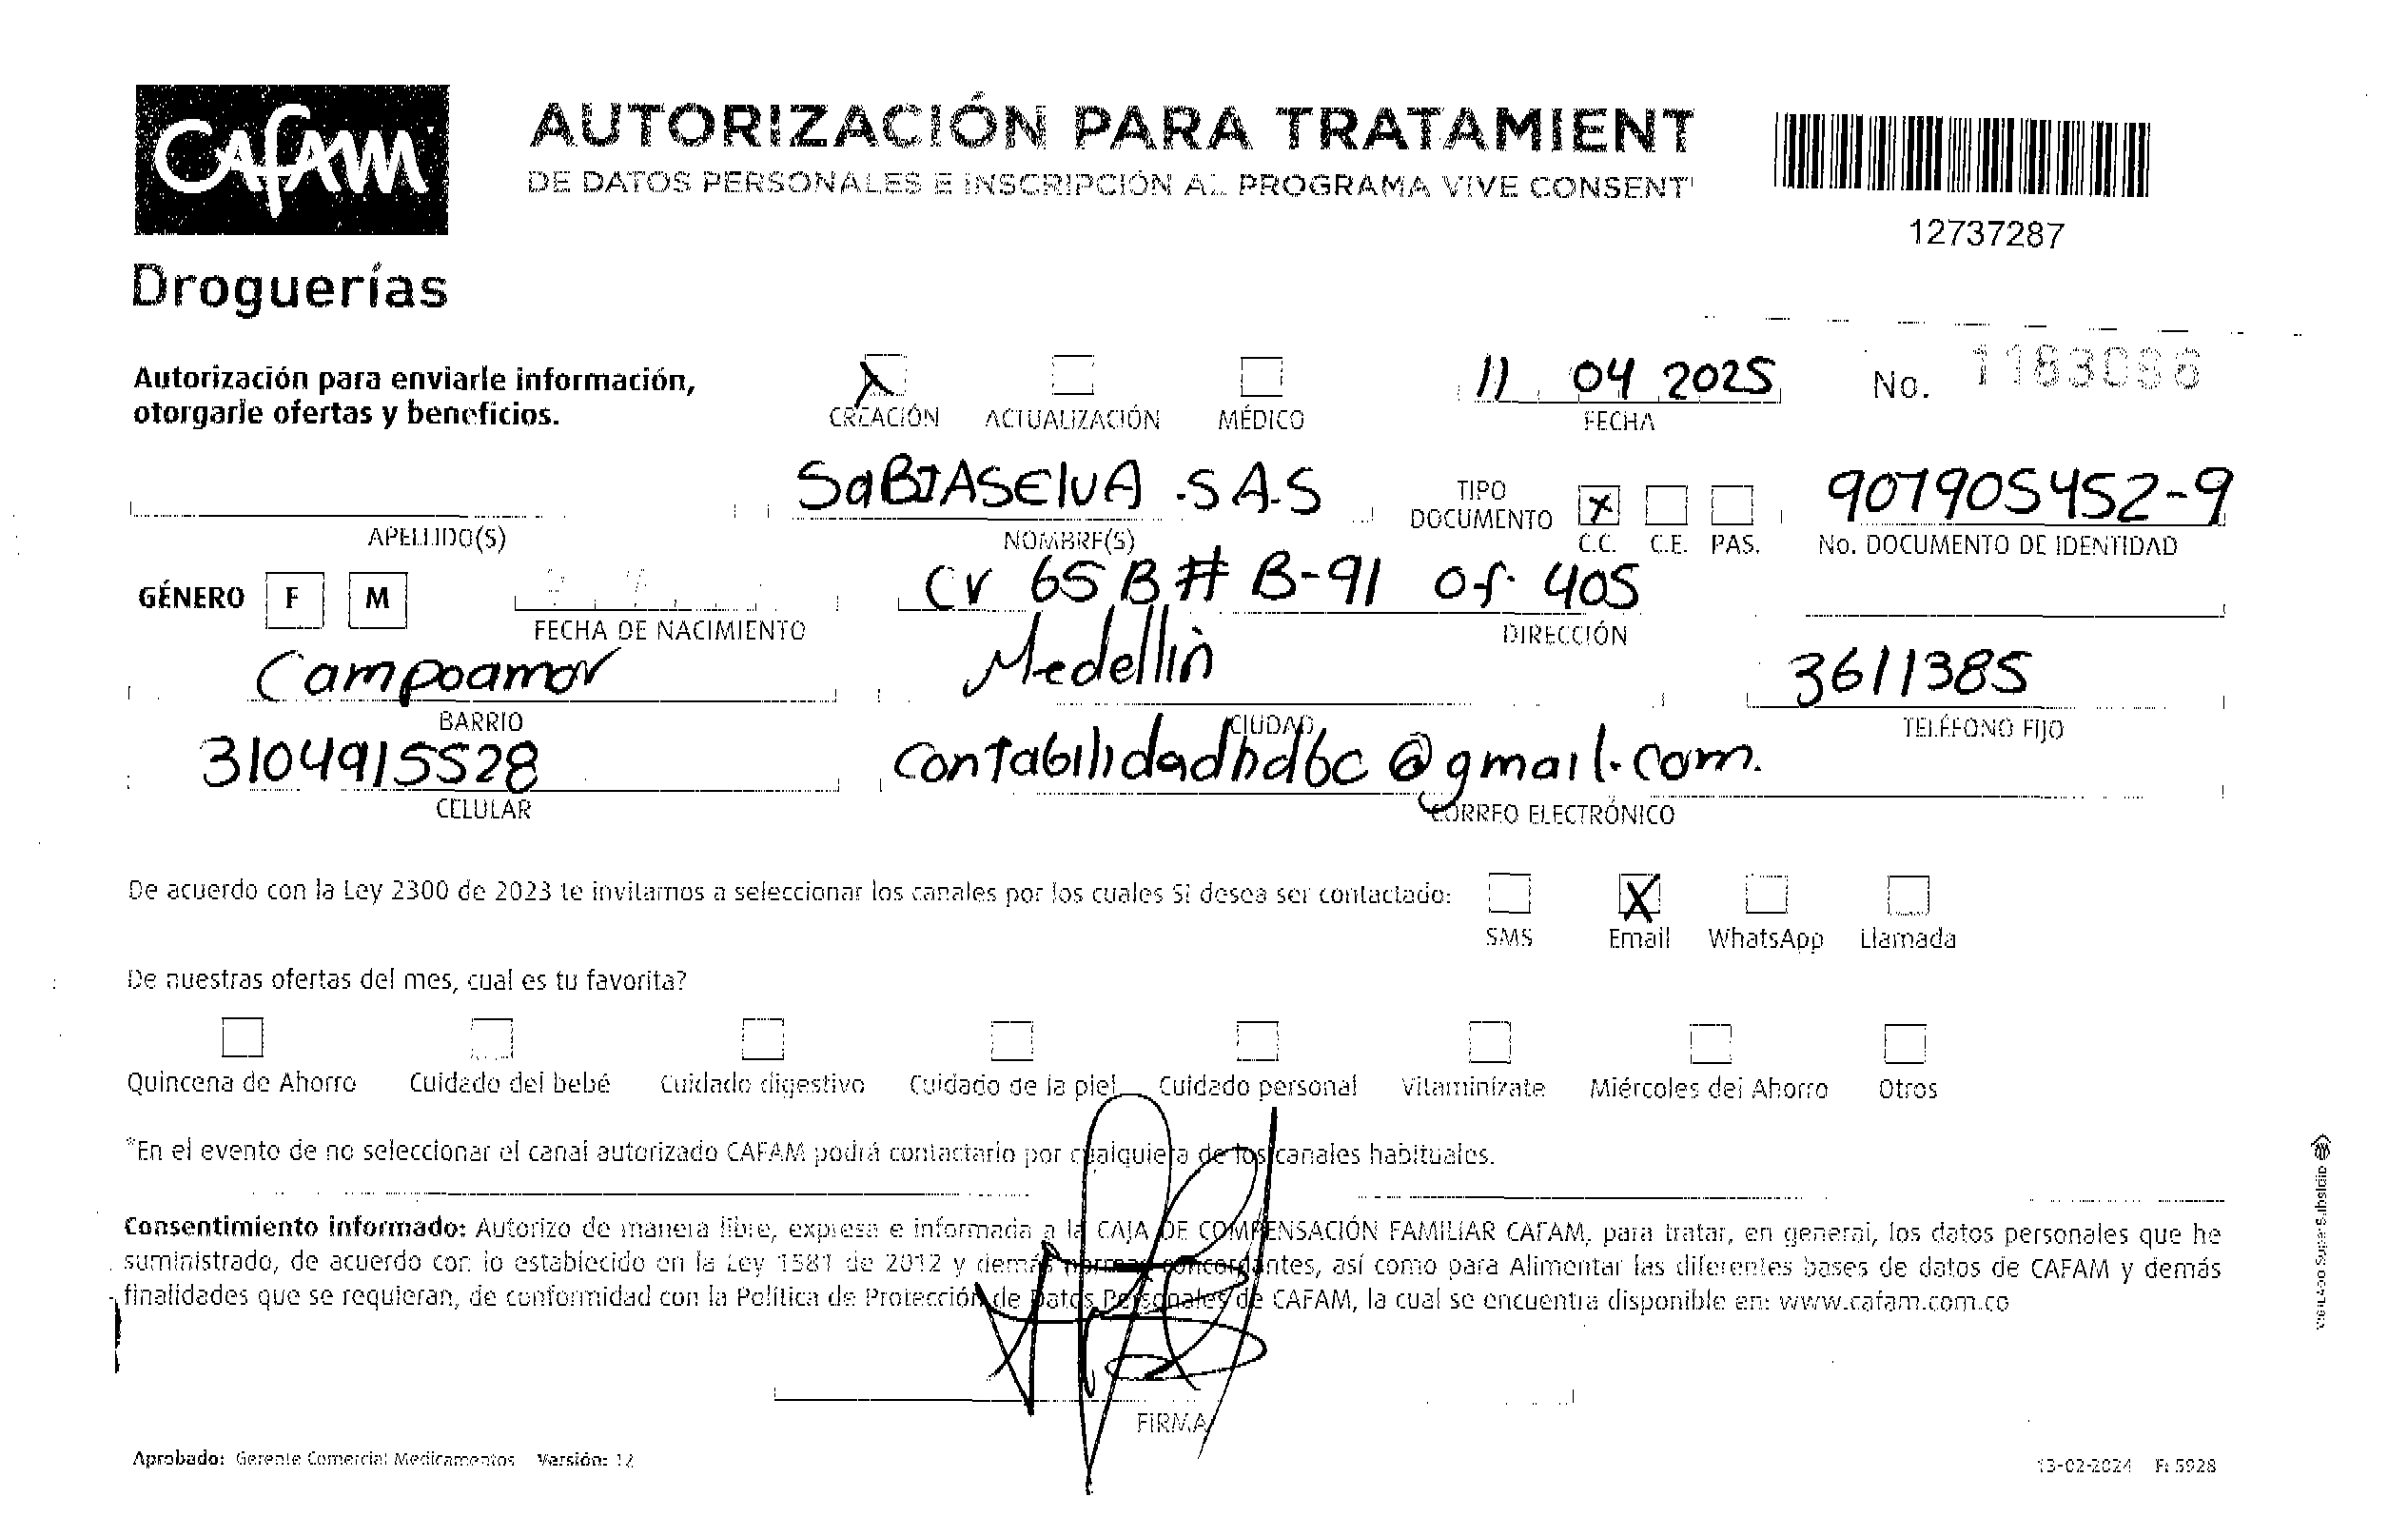 CAFAM
Droguerías
AUTORIZACIÓN PARA TRATAMIENT
DE DATOS PERSONALES E INSCRIPCIÓN AL PROGRAMA VIVE CONSENT
12737287
Autorización para enviarle información,
otorgarle ofertas y beneficios.
X
CREACIÓN ACTUALIZACIÓN MÉDICO
11 04 2025
FECHA
No. 1183086
SaBIASElvA .S A.S
907905452-9
APELLIDO(S) NOMBRE(S)
TIPO
DOCUMENTO X
C.C. C.E. PAS. No. DOCUMENTO DE IDENTIDAD
GÉNERO F M
FECHA DE NACIMIENTO
Cr 65 B # B-91 of 405
DIRECCIÓN
Campoamor Medellin 3611385
BARRIO CIUDAD TELÉFONO FIJO
3104915528 contabilidadhdbc@gmail.com.
CELULAR CORREO ELECTRÓNICO
De acuerdo con la Ley 2300 de 2023 te invitamos a seleccionar los canales por los cuales Si desea ser contactado: X
SMS Email WhatsApp Llamada
De nuestras ofertas del mes, cual es tu favorita?
Quincena de Ahorro Cuidado del bebé Cuidado digestivo Cuidado de la piel Cuidado personal Vitaminízate Miércoles del Ahorro Otros
*En el evento de no seleccionar el canal autorizado CAFAM podrá contactarlo por cualquiera de los canales habituales.
Consentimiento informado: Autorizo de manera libre, expresa e informada a la CAJA DE COMPENSACIÓN FAMILIAR CAFAM, para tratar, en general, los datos personales que he
suministrado, de acuerdo con lo establecido en la Ley 1581 de 2012 y demás normas concordantes, así como para Alimentar las diferentes bases de datos de CAFAM y demás
finalidades que se requieran, de conformidad con la Política de Protección de Datos Personales de CAFAM, la cual se encuentra disponible en: www.cafam.com.co
FIRMA
Aprobado: Gerente Comercial Medicamentos Versión: 12
13-02-2024 F: 5928
VIGILADO SuperSubsidio